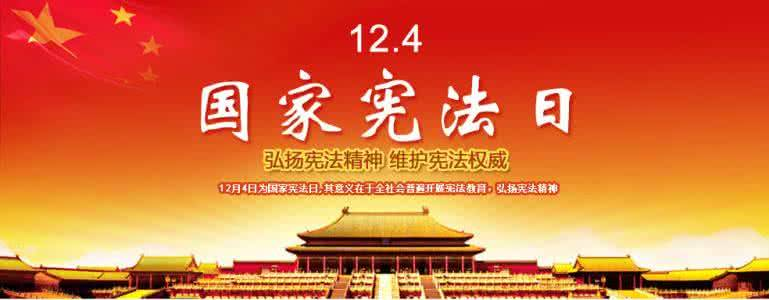 12.4
国家宪法日
弘扬宪法精神 维护宪法权威
12月4日为国家宪法日,其意义在于全社会普遍开展宪法教育，弘扬宪法精神